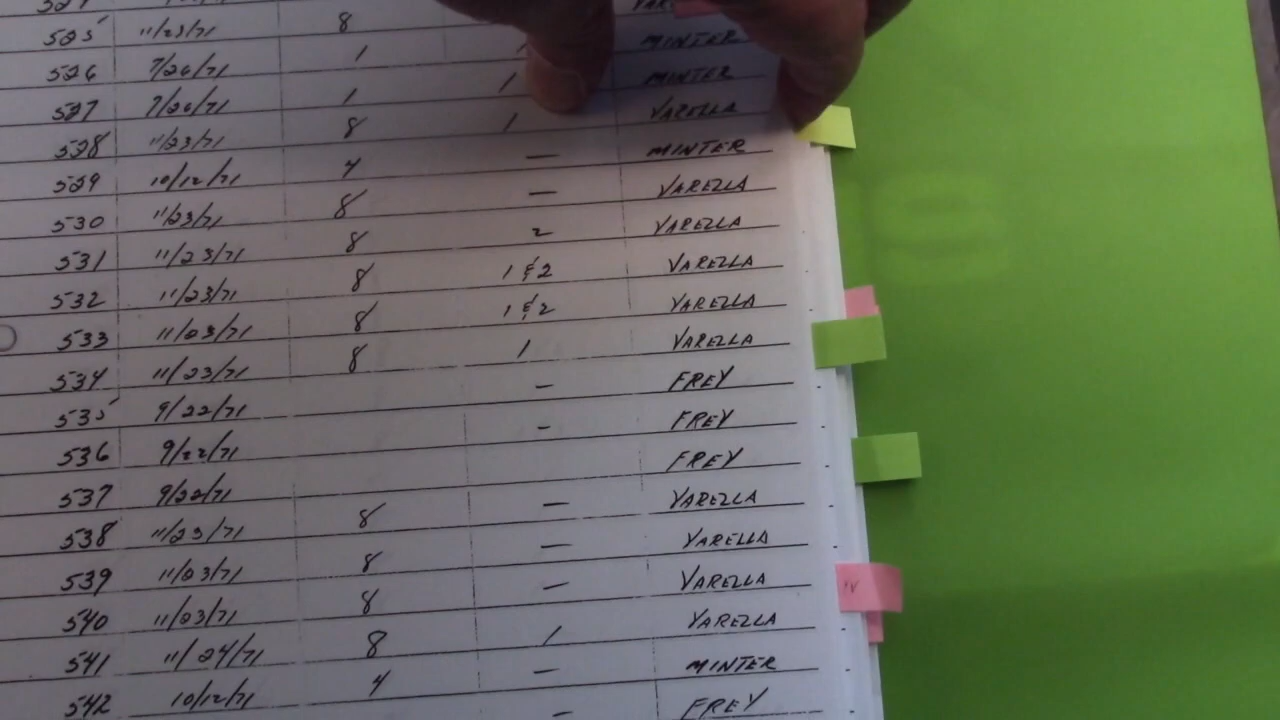 525 11/23/71 8
526 7/26/71 1 1 MINTER
527 7/26/71 1 1 MINTER
528 11/23/71 8 1 VARELLA
529 10/12/71 4 — MINTER
530 11/23/71 8 — VARELLA
531 11/23/71 8 2 VARELLA
532 11/23/71 8 1 & 2 VARELLA
533 11/23/71 8 1 & 2 VARELLA
534 11/23/71 8 1 VARELLA
535 9/22/71 — FREY
536 9/22/71 — FREY
537 9/22/71 FREY
538 11/23/71 8 — VARELLA
539 11/23/71 8 — VARELLA
540 11/23/71 8 — VARELLA
541 11/24/71 8 1 VARELLA
542 10/12/71 4 — MINTER
— FREY